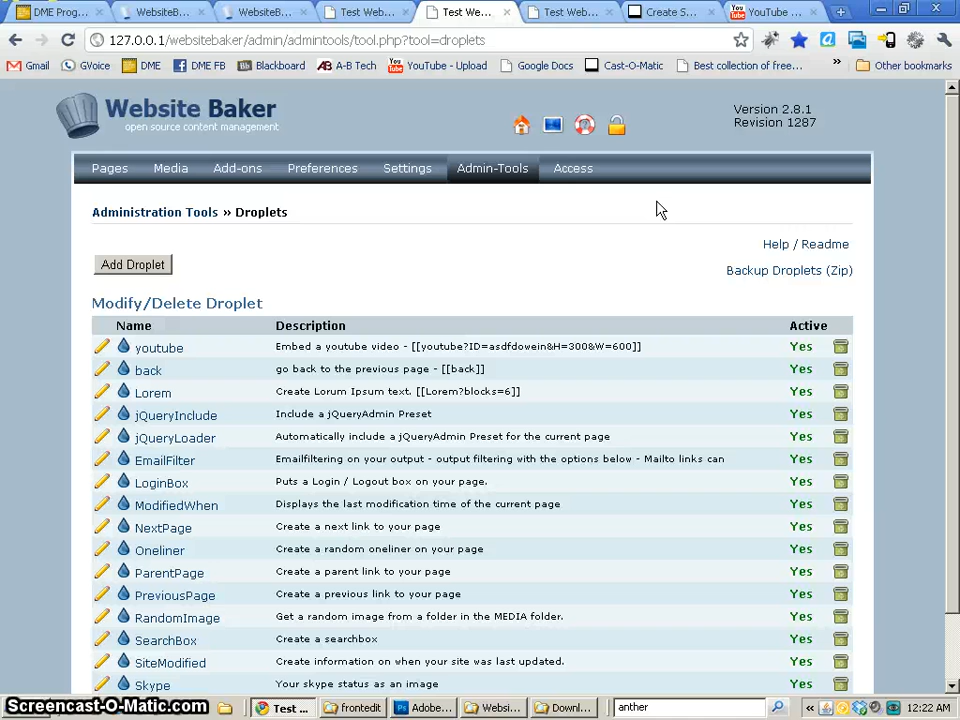 DME Prog...
WebsiteB...
WebsiteB...
Test Web...
Test We...
Test Web...
Create S...
YouTube ...
127.0.0.1/websitebaker/admin/admintools/tool.php?tool=droplets
Gmail GVoice DME DME FB Blackboard A-B Tech YouTube - Upload Google Docs Cast-O-Matic Best collection of free... » Other bookmarks
Website Baker
open source content management
Version 2.8.1
Revision 1287
Pages Media Add-ons Preferences Settings Admin-Tools Access
Administration Tools » Droplets
Help / Readme
Add Droplet
Backup Droplets (Zip)
Modify/Delete Droplet
Name Description Active
youtube Embed a youtube video - [[youtube?ID=asdfdowein&H=300&W=600]] Yes
back go back to the previous page - [[back]] Yes
Lorem Create Lorum Ipsum text. [[Lorem?blocks=6]] Yes
jQueryInclude Include a jQueryAdmin Preset Yes
jQueryLoader Automatically include a jQueryAdmin Preset for the current page Yes
EmailFilter Emailfiltering on your output - output filtering with the options below - Mailto links can Yes
LoginBox Puts a Login / Logout box on your page. Yes
ModifiedWhen Displays the last modification time of the current page Yes
NextPage Create a next link to your page Yes
Oneliner Create a random oneliner on your page Yes
ParentPage Create a parent link to your page Yes
PreviousPage Create a previous link to your page Yes
RandomImage Get a random image from a folder in the MEDIA folder. Yes
SearchBox Create a searchbox Yes
SiteModified Create information on when your site was last updated. Yes
Skype Your skype status as an image Yes
Screencast-O-Matic.com
Test ... frontedit Adobe... Websi... Downl... anther « 12:22 AM